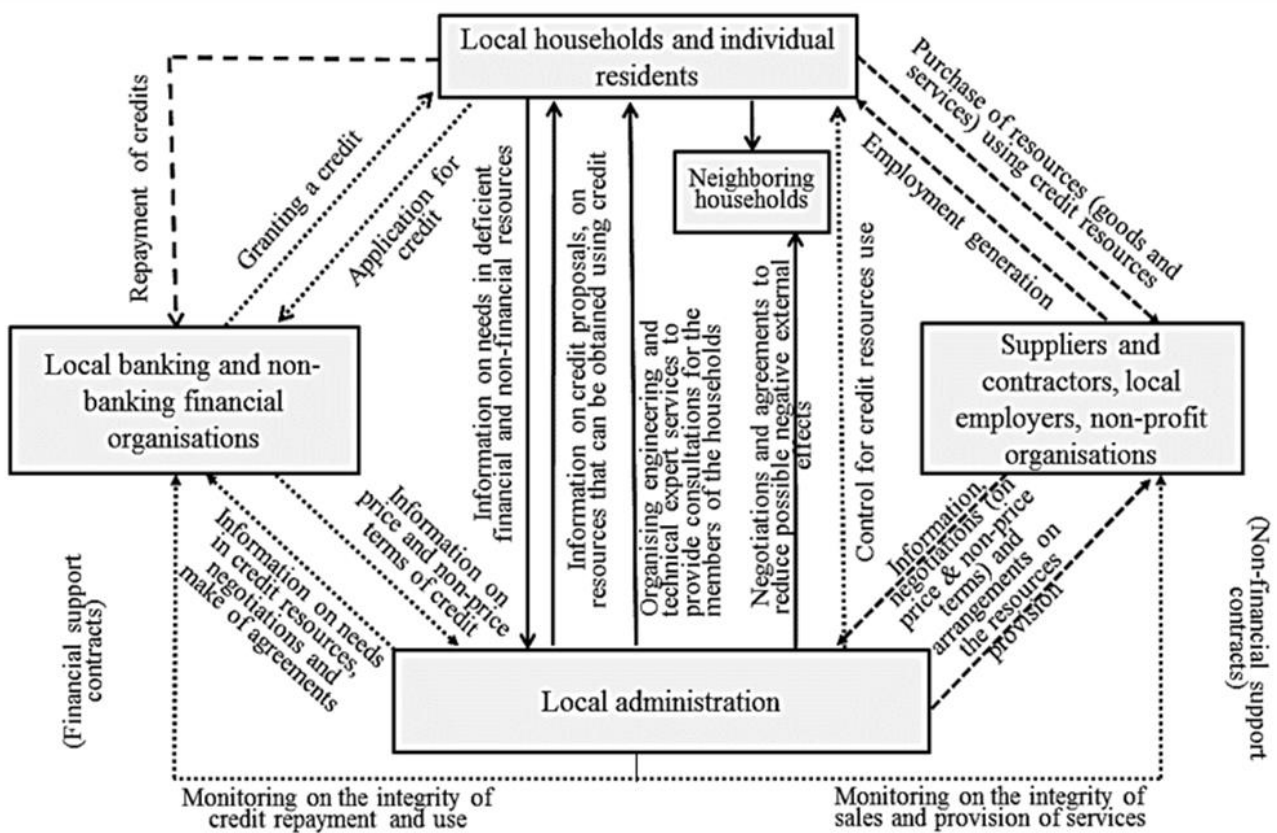 Local households and individual
residents
Repayment of credits
Granting a credit
Application for
credit
Information on needs in deficient
financial and non-financial resources
Information on credit proposals, on
resources that can be obtained using credit
Organising engineering and
technical expert services to
provide consultations for the
members of the households
Neighboring
households
Negotiations and agreements to
reduce possible negative external
effects
Control for credit resources use
Employment generation
Purchase of resources (goods and
services) using credit resources
Local banking and non-
banking financial
organisations
Suppliers and
contractors, local
employers, non-profit
organisations
Information on
price and non-price
terms of credit
Information on needs
in credit resources,
negotiations and
make of agreements
Information,
negotiations (on
price & non-price
terms) and
arrangements on
the resources
provision
(Financial support
contracts)
(Non-financial support
contracts)
Local administration
Monitoring on the integrity of
credit repayment and use
Monitoring on the integrity of
sales and provision of services